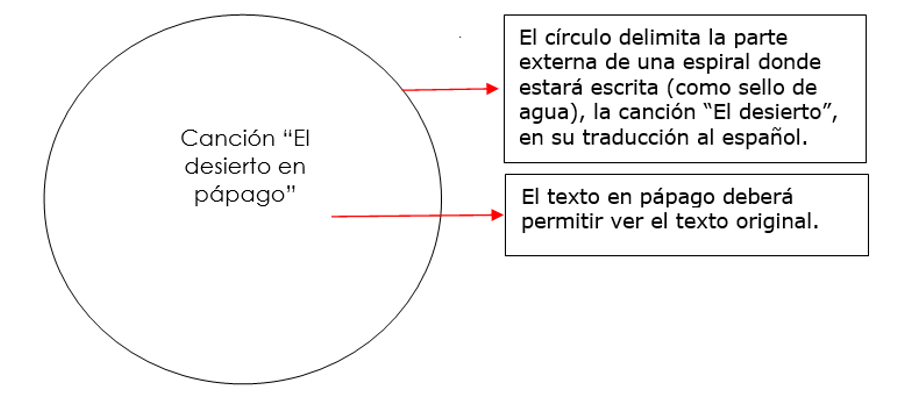 Canción “El
desierto en
pápago”
El círculo delimita la parte
externa de una espiral donde
estará escrita (como sello de
agua), la canción “El desierto”,
en su traducción al español.
El texto en pápago deberá
permitir ver el texto original.